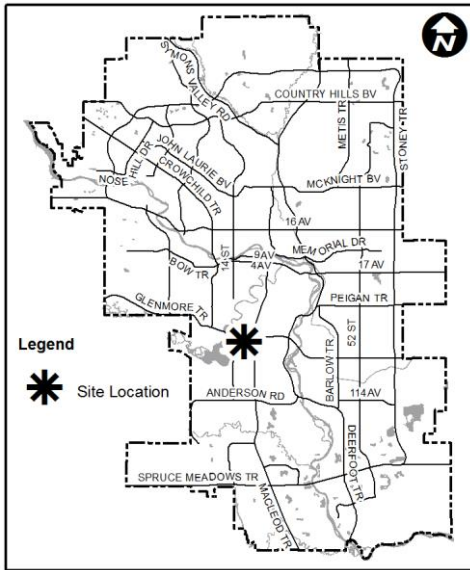 N
SYMONS VALLEY RD
COUNTRY HILLS BV
METIS TR
STONEY TR
JOHN LAURIE BV
NOSE HILL DR
CROWCHILD TR
MCKNIGHT BV
16 AV
14 ST
9 AV
MEMORIAL DR
4 AV
17 AV
BOW TR
GLENMORE TR
PEIGAN TR
52 ST
BARLOW TR
Legend
Site Location
ANDERSON RD
114 AV
DEERFOOT TR
SPRUCE MEADOWS TR
MACLEOD TR